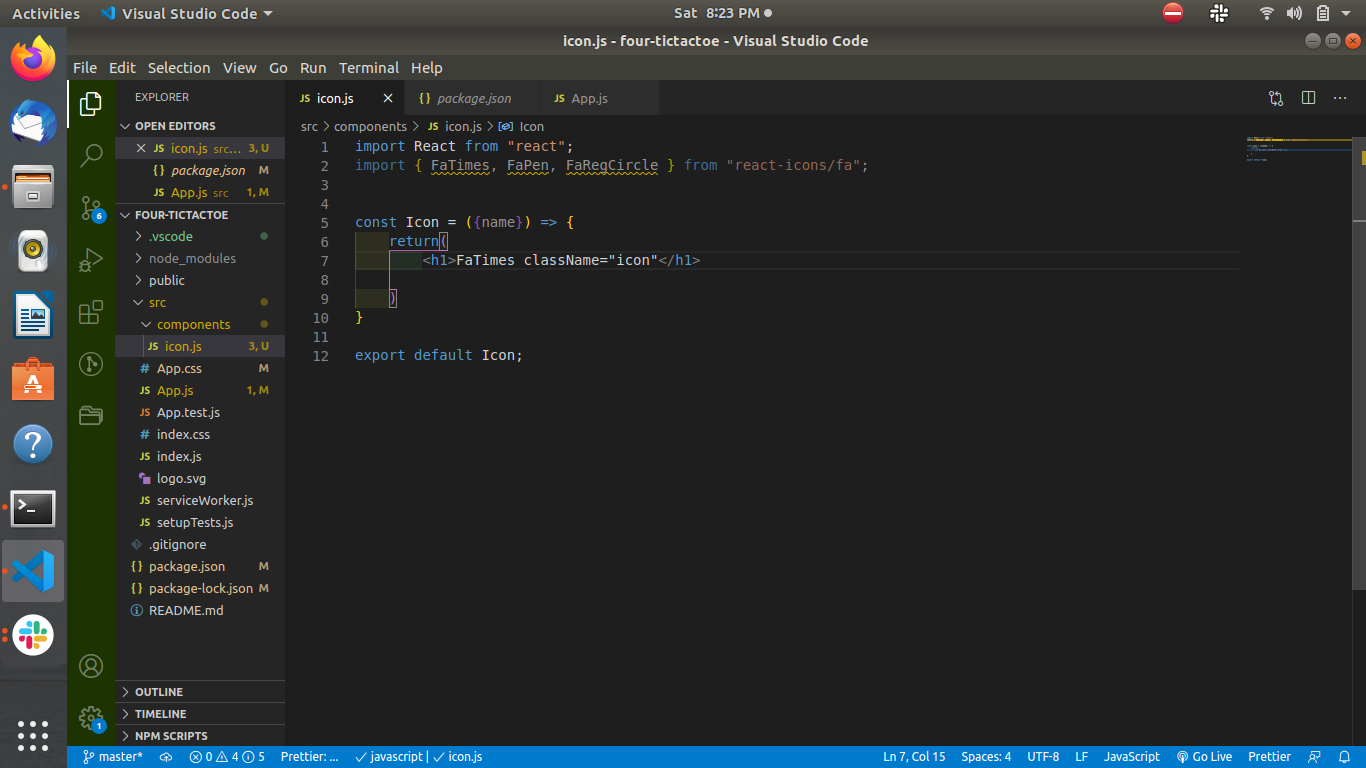 Activities Visual Studio Code Sat 8:23 PM
icon.js - four-tictactoe - Visual Studio Code
File Edit Selection View Go Run Terminal Help
EXPLORER
JS icon.js {} package.json JS App.js
OPEN EDITORS
JS icon.js src... 3, U
{} package.json M
JS App.js src 1, M
FOUR-TICTACTOE
.vscode
node_modules
public
src
components
JS icon.js 3, U
# App.css M
JS App.js 1, M
JS App.test.js
# index.css
JS index.js
logo.svg
JS serviceWorker.js
JS setupTests.js
.gitignore
{} package.json M
{} package-lock.json M
README.md
OUTLINE
TIMELINE
NPM SCRIPTS
6
1
src > components > JS icon.js > Icon
1 import React from "react";
2 import { FaTimes, FaPen, FaRegCircle } from "react-icons/fa";
3
4
5 const Icon = ({name}) => {
6 return(
7 <h1>FaTimes className="icon"</h1>
8
9 )
10 }
11
12 export default Icon;
master* 0 4 5 Prettier: ... ✓ javascript | ✓ icon.js Ln 7, Col 15 Spaces: 4 UTF-8 LF JavaScript Go Live Prettier